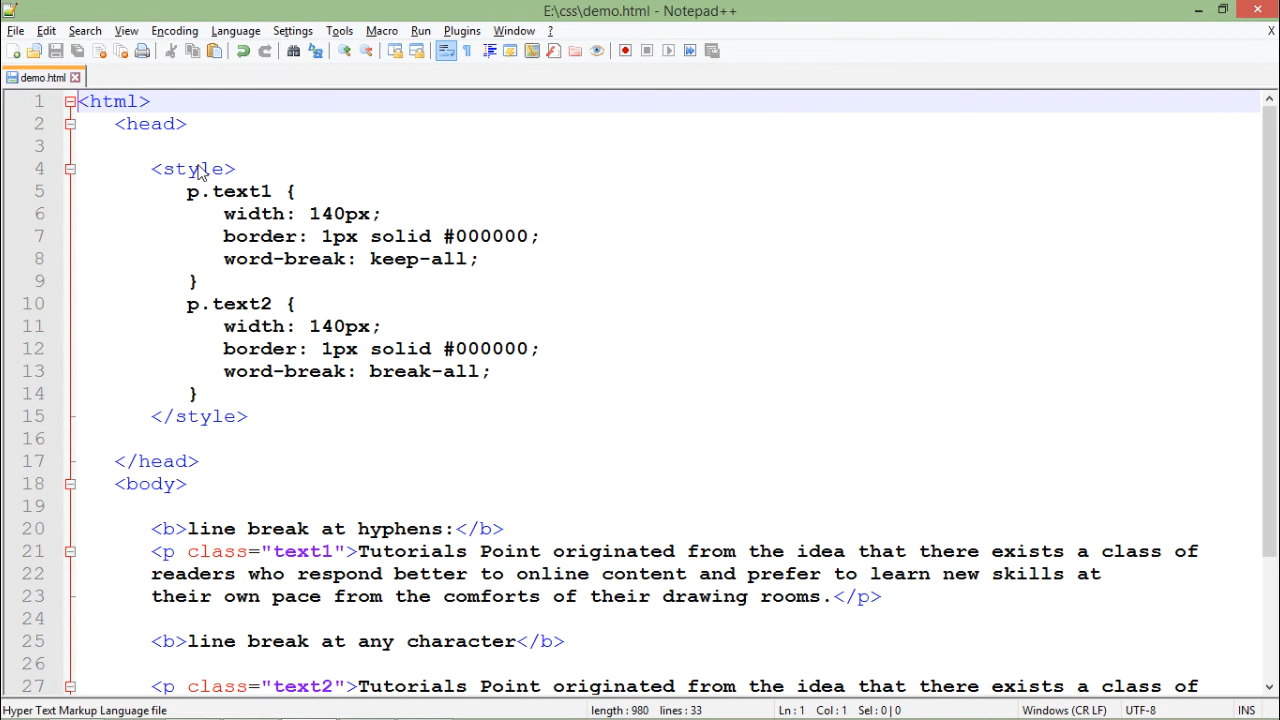 E:\css\demo.html - Notepad++
File Edit Search View Encoding Language Settings Tools Macro Run Plugins Window ? X
demo.html
1 <html>
2 <head>
3
4 <style>
5 p.text1 {
6 width: 140px;
7 border: 1px solid #000000;
8 word-break: keep-all;
9 }
10 p.text2 {
11 width: 140px;
12 border: 1px solid #000000;
13 word-break: break-all;
14 }
15 </style>
16
17 </head>
18 <body>
19
20 <b>line break at hyphens:</b>
21 <p class="text1">Tutorials Point originated from the idea that there exists a class of
22 readers who respond better to online content and prefer to learn new skills at
23 their own pace from the comforts of their drawing rooms.</p>
24
25 <b>line break at any character</b>
26
27 <p class="text2">Tutorials Point originated from the idea that there exists a class of
Hyper Text Markup Language file length : 980 lines : 33 Ln : 1 Col : 1 Sel : 0 | 0 Windows (CR LF) UTF-8 INS